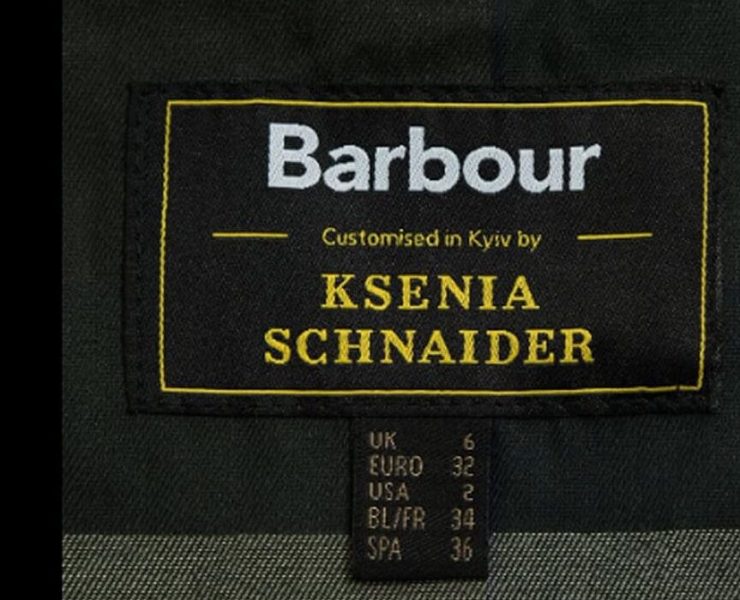 Barbour
Customised in Kyiv by
KSENIA
SCHNAIDER
UK 6
EURO 32
USA 2
BL/FR 34
SPA 36